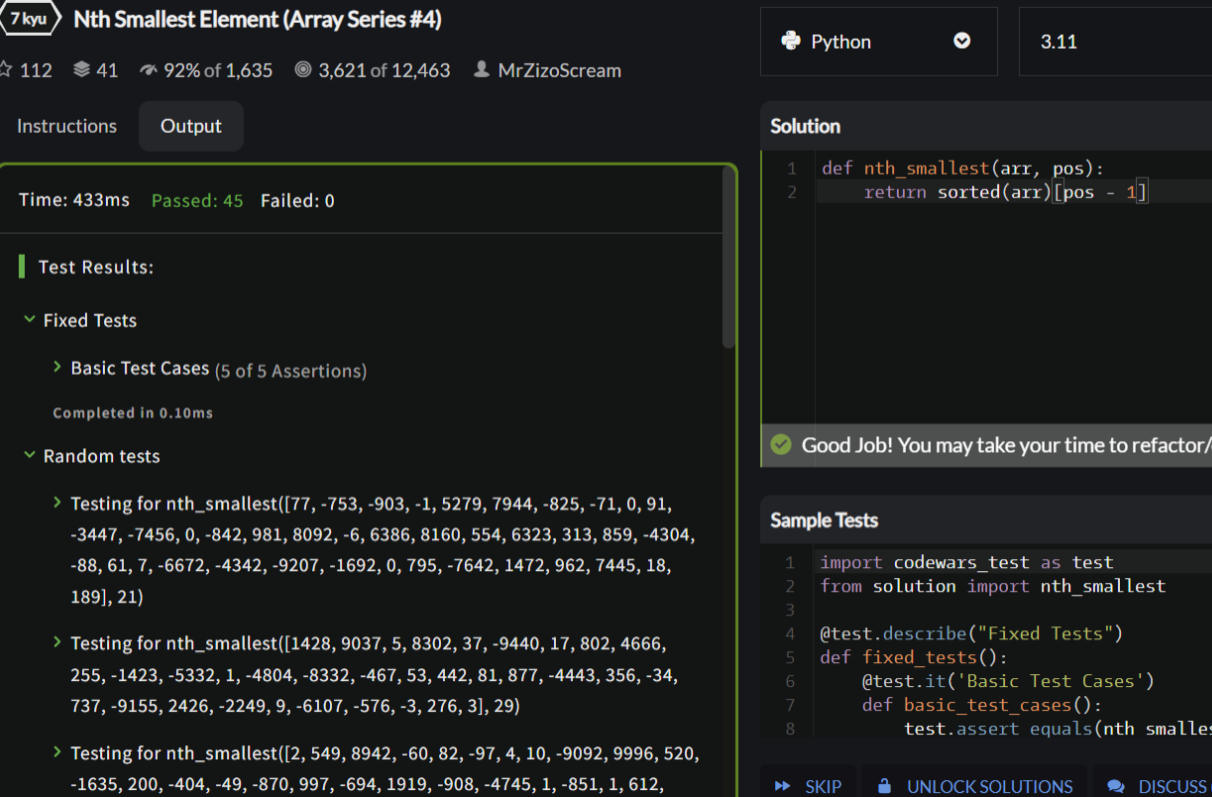 7 kyu Nth Smallest Element (Array Series #4)
112 41 92% of 1,635 3,621 of 12,463 MrZizoScream
Instructions Output
Time: 433ms Passed: 45 Failed: 0
Test Results:
Fixed Tests
Basic Test Cases (5 of 5 Assertions)
Completed in 0.10ms
Random tests
Testing for nth_smallest([77, -753, -903, -1, 5279, 7944, -825, -71, 0, 91,
-3447, -7456, 0, -842, 981, 8092, -6, 6386, 8160, 554, 6323, 313, 859, -4304,
-88, 61, 7, -6672, -4342, -9207, -1692, 0, 795, -7642, 1472, 962, 7445, 18,
189], 21)
Testing for nth_smallest([1428, 9037, 5, 8302, 37, -9440, 17, 802, 4666,
255, -1423, -5332, 1, -4804, -8332, -467, 53, 442, 81, 877, -4443, 356, -34,
737, -9155, 2426, -2249, 9, -6107, -576, -3, 276, 3], 29)
Testing for nth_smallest([2, 549, 8942, -60, 82, -97, 4, 10, -9092, 9996, 520,
-1635, 200, -404, -49, -870, 997, -694, 1919, -908, -4745, 1, -851, 1, 612,
Python 3.11
Solution
1 def nth_smallest(arr, pos):
2 return sorted(arr)[pos - 1]
Good Job! You may take your time to refactor/
Sample Tests
1 import codewars_test as test
2 from solution import nth_smallest
3
4 @test.describe("Fixed Tests")
5 def fixed_tests():
6 @test.it('Basic Test Cases')
7 def basic_test_cases():
8 test.assert_equals(nth_smalles
SKIP UNLOCK SOLUTIONS DISCUSS